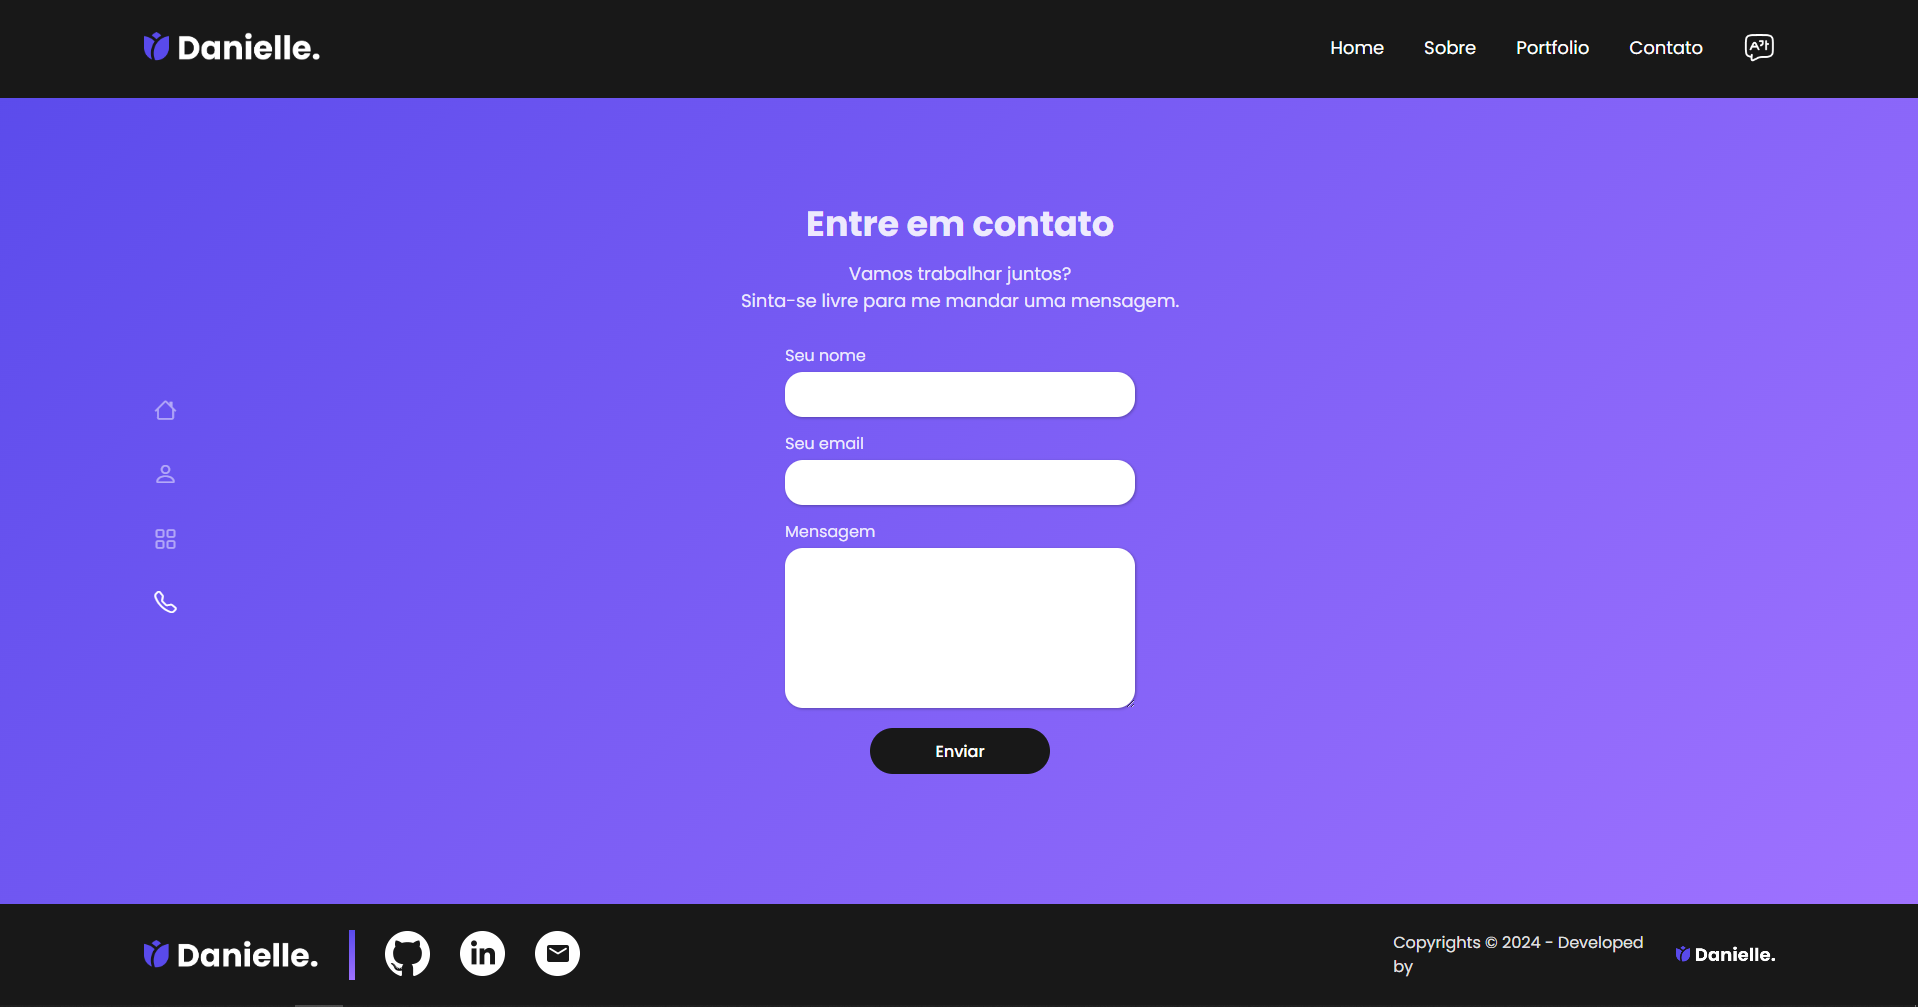 Danielle.
Home
Sobre
Portfolio
Contato
Entre em contato
Vamos trabalhar juntos?
Sinta-se livre para me mandar uma mensagem.
Seu nome
Seu email
Mensagem
Enviar
Danielle.
in
Copyrights © 2024 - Developed
by
Danielle.